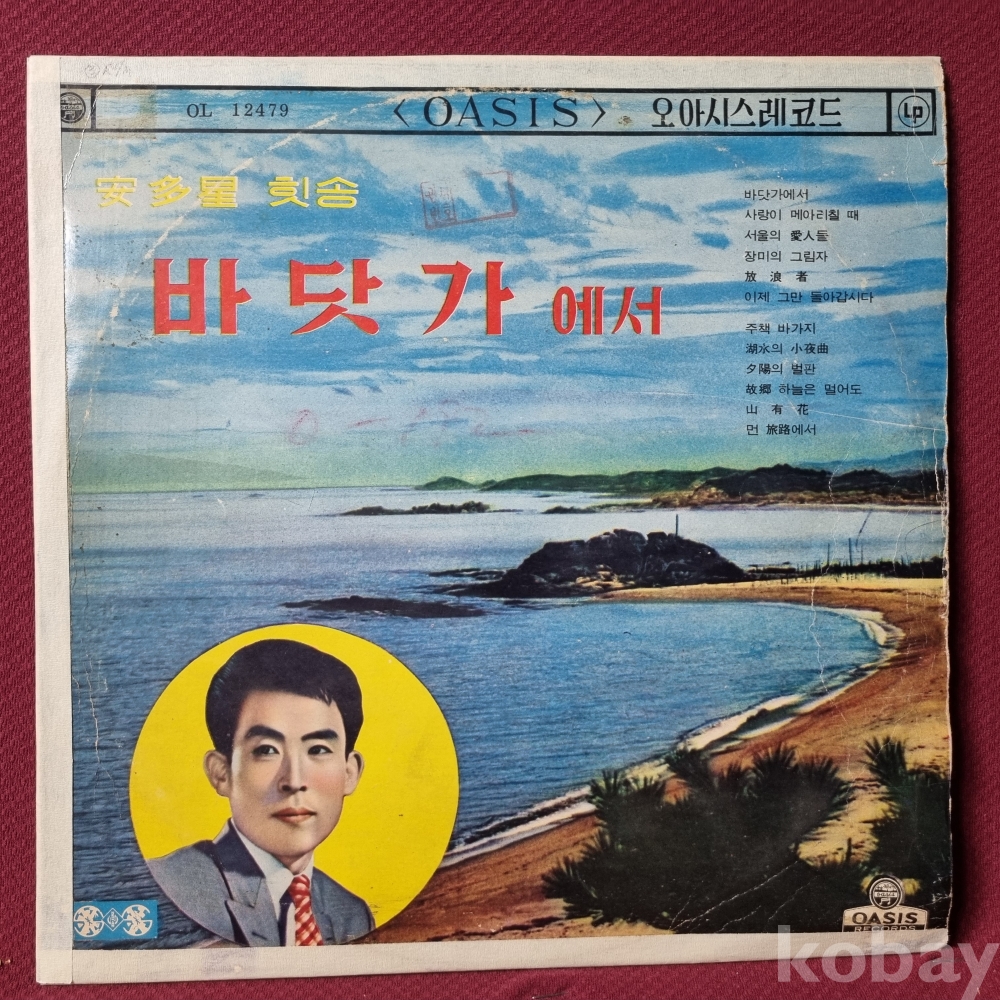 OL 12479 <OASIS> 오아시스레코드 LP
安多星 힛송
바닷가에서
바닷가에서
사랑이 메아리칠 때
서울의 愛人들
장미의 그림자
放浪者
이제 그만 돌아갑시다
주책 바가지
湖水의 小夜曲
夕陽의 벌판
故鄕 하늘은 멀어도
山有花
먼 旅路에서
OASIS
RECORDS
kobay